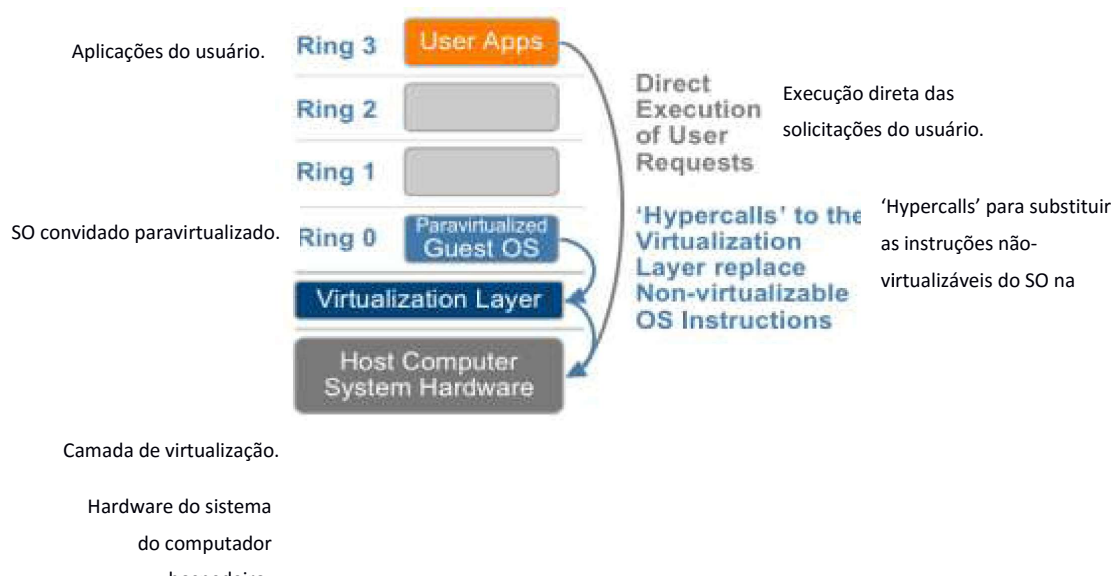 Aplicações do usuário.
Ring 3
User Apps
Ring 2
Ring 1
Direct
Execution
of User
Requests
Execução direta das
solicitações do usuário.
SO convidado paravirtualizado.
Ring 0
Paravirtualized
Guest OS
'Hypercalls' to the
Virtualization
Layer replace
Non-virtualizable
OS Instructions
‘Hypercalls’ para substituir
as instruções não-
virtualizáveis do SO na
Virtualization Layer
Host Computer
System Hardware
Camada de virtualização.
Hardware do sistema
do computador